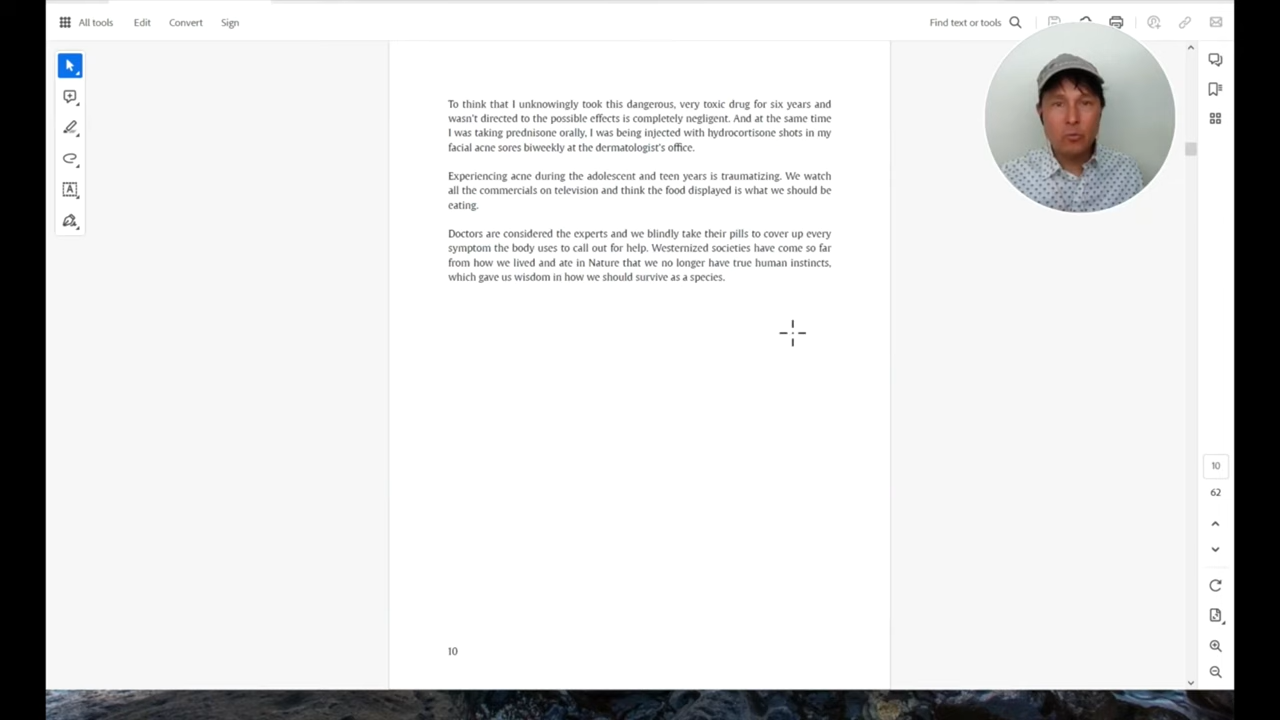 All tools Edit Convert Sign Find text or tools
To think that I unknowingly took this dangerous, very toxic drug for six years and
wasn't directed to the possible effects is completely negligent. And at the same time
I was taking prednisone orally, I was being injected with hydrocortisone shots in my
facial acne sores biweekly at the dermatologist's office.
Experiencing acne during the adolescent and teen years is traumatizing. We watch
all the commercials on television and think the food displayed is what we should be
eating.
Doctors are considered the experts and we blindly take their pills to cover up every
symptom the body uses to call out for help. Westernized societies have come so far
from how we lived and ate in Nature that we no longer have true human instincts,
which gave us wisdom in how we should survive as a species.
10
62
10